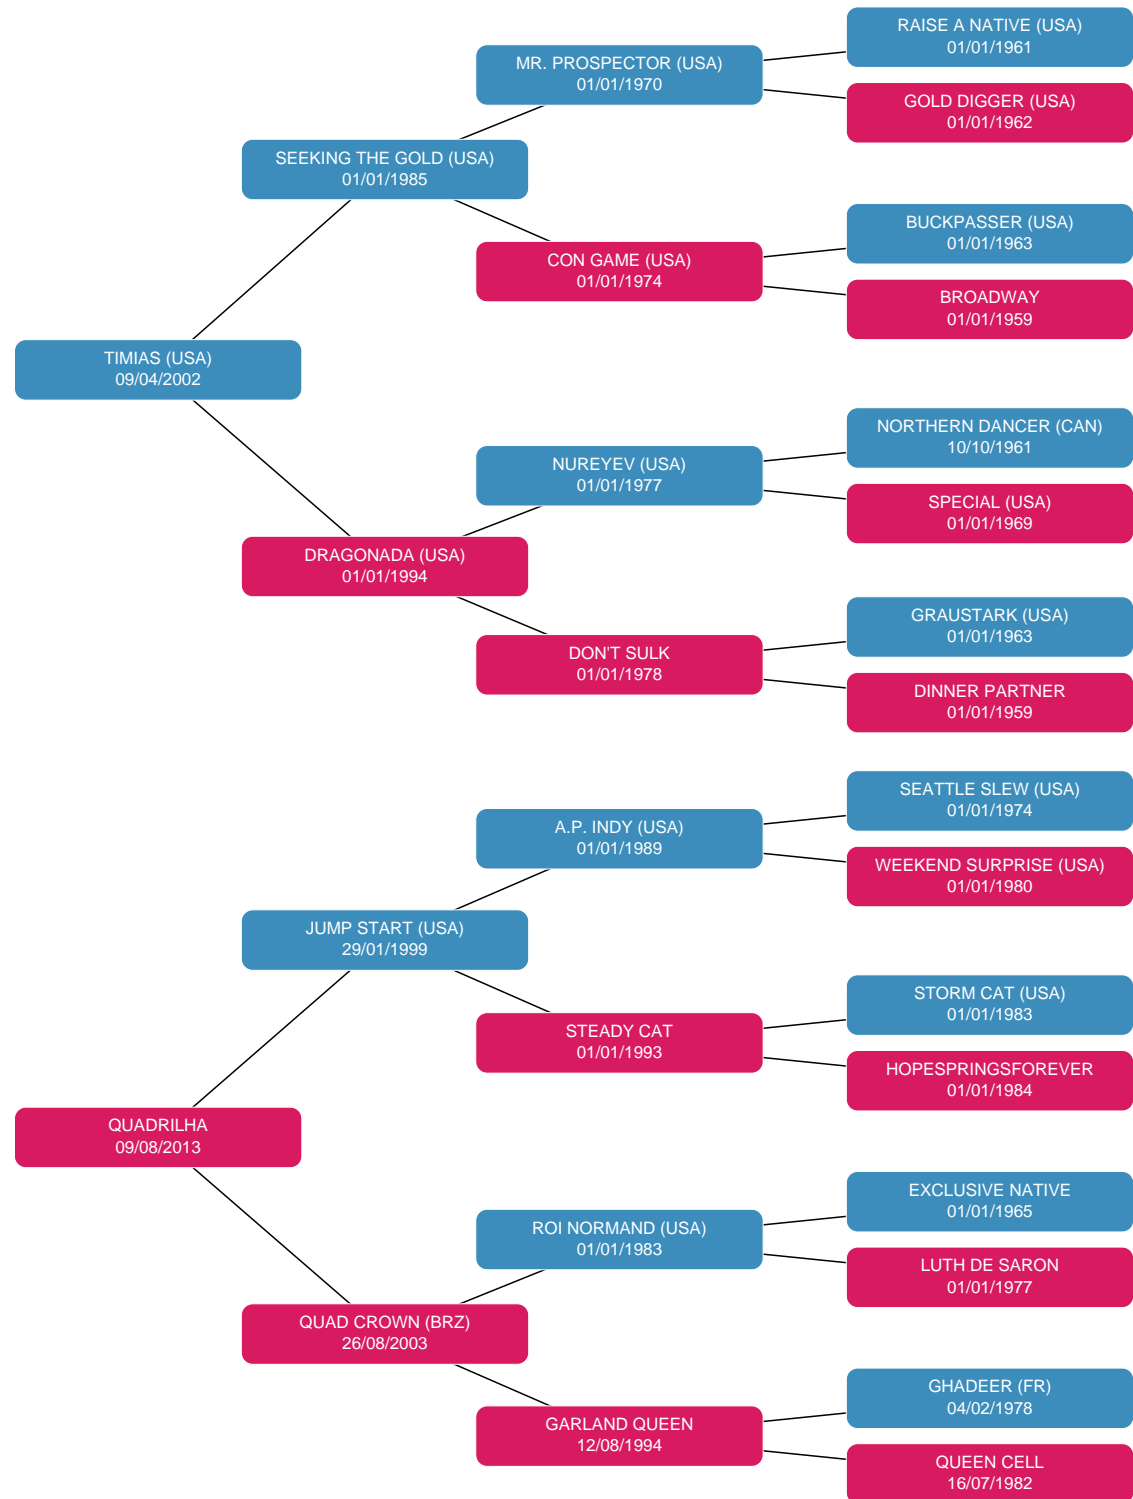 RAISE A NATIVE (USA)
01/01/1961
MR. PROSPECTOR (USA)
01/01/1970
GOLD DIGGER (USA)
01/01/1962
SEEKING THE GOLD (USA)
01/01/1985
BUCKPASSER (USA)
01/01/1963
CON GAME (USA)
01/01/1974
BROADWAY
01/01/1959
TIMIAS (USA)
09/04/2002
NORTHERN DANCER (CAN)
10/10/1961
NUREYEV (USA)
01/01/1977
SPECIAL (USA)
01/01/1969
DRAGONADA (USA)
01/01/1994
GRAUSTARK (USA)
01/01/1963
DON'T SULK
01/01/1978
DINNER PARTNER
01/01/1959
SEATTLE SLEW (USA)
01/01/1974
A.P. INDY (USA)
01/01/1989
WEEKEND SURPRISE (USA)
01/01/1980
JUMP START (USA)
29/01/1999
STORM CAT (USA)
01/01/1983
STEADY CAT
01/01/1993
HOPESPRINGSFOREVER
01/01/1984
QUADRILHA
09/08/2013
EXCLUSIVE NATIVE
01/01/1965
ROI NORMAND (USA)
01/01/1983
LUTH DE SARON
01/01/1977
QUAD CROWN (BRZ)
26/08/2003
GHADEER (FR)
04/02/1978
GARLAND QUEEN
12/08/1994
QUEEN CELL
16/07/1982